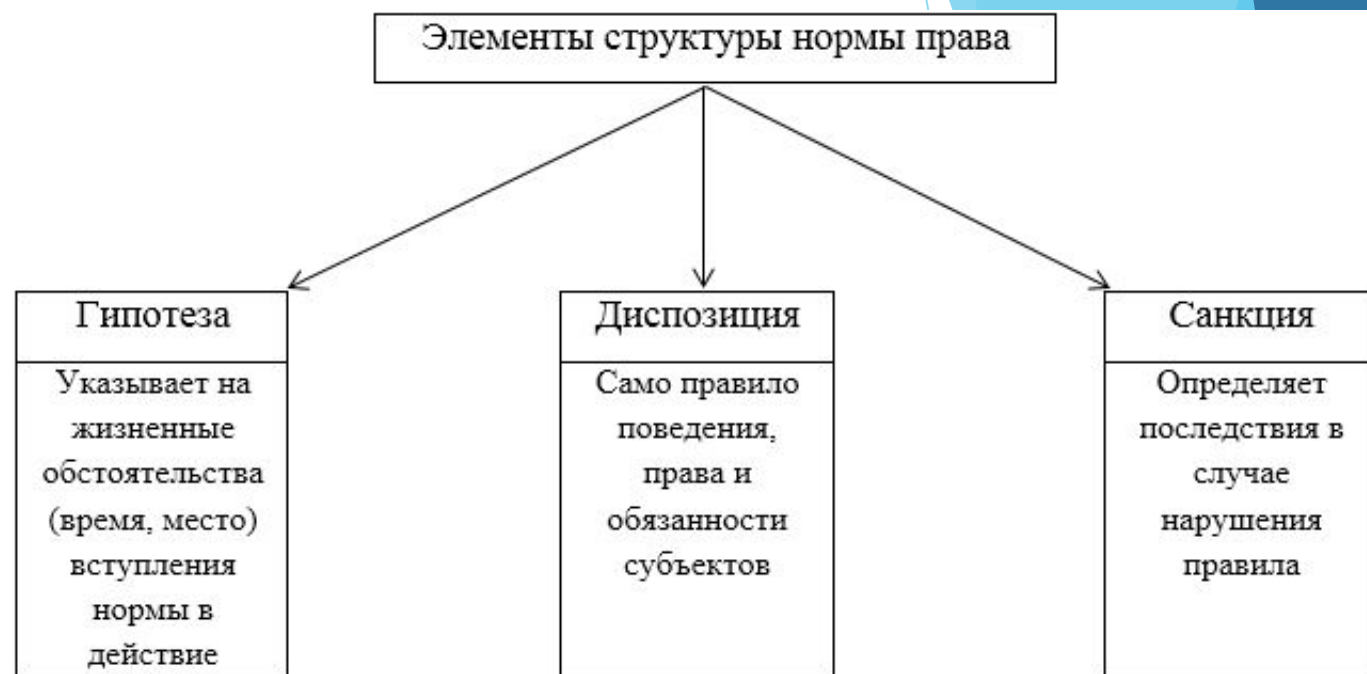 Элементы структуры нормы права
Гипотеза
Указывает на
жизненные
обстоятельства
(время, место)
вступления
нормы в
действие
Диспозиция
Само правило
поведения,
права и
обязанности
субъектов
Санкция
Определяет
последствия в
случае
нарушения
правила